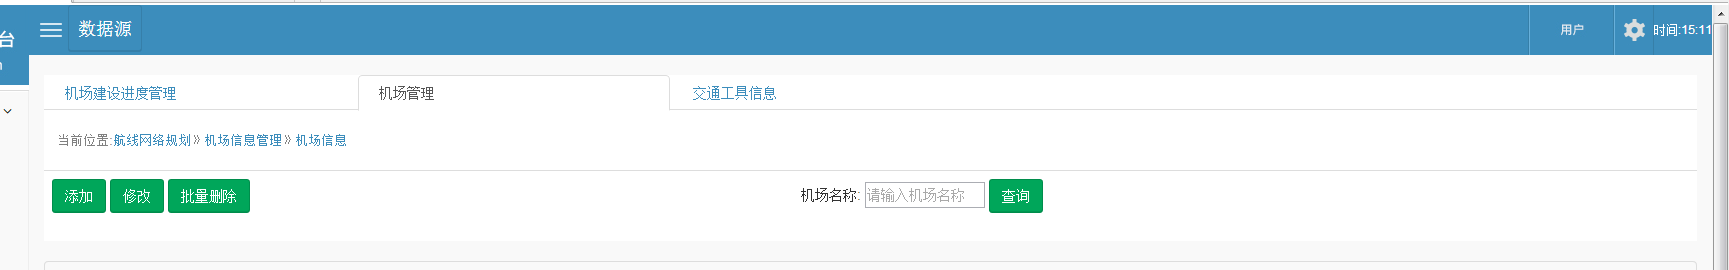 台
数据源
用户
时间:15:11
机场建设进度管理
机场管理
交通工具信息
当前位置:航线网络规划》机场信息管理》机场信息
添加 修改 批量删除 机场名称: 请输入机场名称 查询